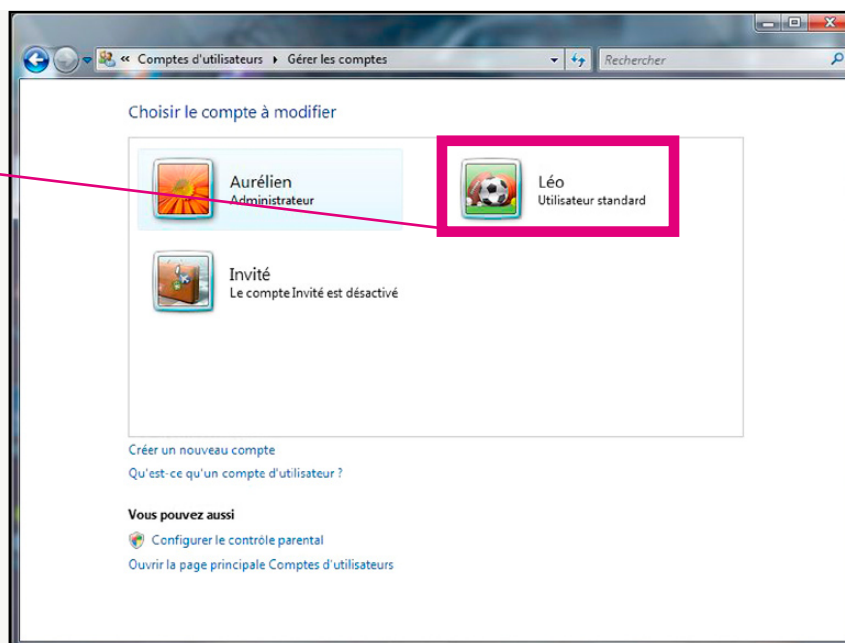 « Comptes d'utilisateurs ▸ Gérer les comptes
Rechercher
Choisir le compte à modifier
Aurélien
Administrateur
Léo
Utilisateur standard
Invité
Le compte Invité est désactivé
Créer un nouveau compte
Qu'est-ce qu'un compte d'utilisateur ?
Vous pouvez aussi
Configurer le contrôle parental
Ouvrir la page principale Comptes d'utilisateurs